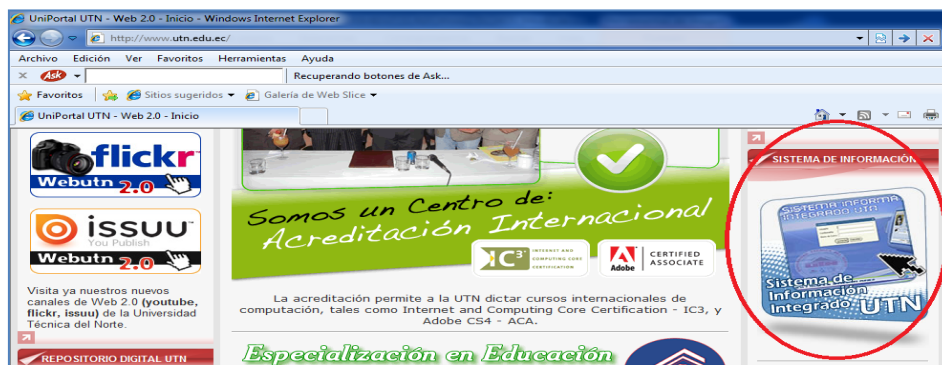 UniPortal UTN - Web 2.0 - Inicio - Windows Internet Explorer
http://www.utn.edu.ec/
Archivo Edición Ver Favoritos Herramientas Ayuda
Ask Recuperando botones de Ask...
Favoritos Sitios sugeridos Galería de Web Slice
UniPortal UTN - Web 2.0 - Inicio
flickr
Webutn 2.0
issuu
You Publish
Webutn 2.0
Visita ya nuestros nuevos
canales de Web 2.0 (youtube,
flickr, issuu) de la Universidad
Técnica del Norte.
REPOSITORIO DIGITAL UTN
Somos un Centro de:
Acreditación Internacional
IC3 INTERNET AND
COMPUTING CORE
CERTIFICATION
Adobe CERTIFIED
ASSOCIATE
La acreditación permite a la UTN dictar cursos internacionales de
computación, tales como Internet and Computing Core Certification - IC3, y
Adobe CS4 - ACA.
Especialización en Educación
SISTEMA DE INFORMACIÓN
SISTEMA INFORMA
INTEGRADO UTN
Sistema de
Información
Integrado UTN